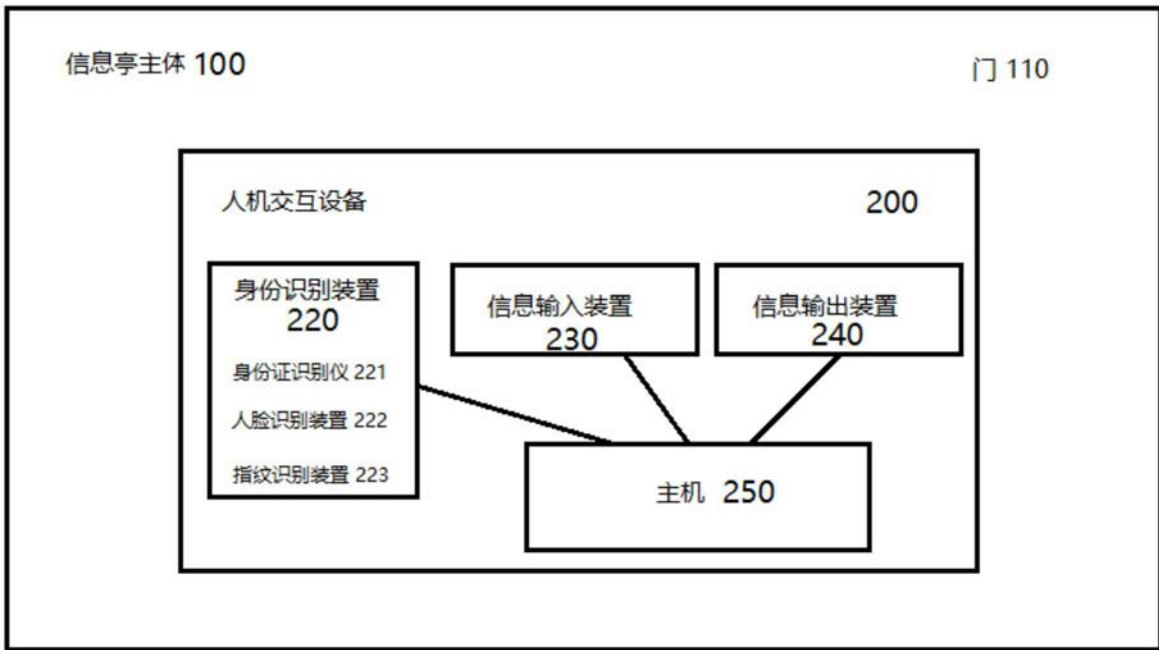 信息亭主体 100
门 110
人机交互设备
200
身份识别装置
220
身份证识别仪 221
人脸识别装置 222
指纹识别装置 223
信息输入装置
230
信息输出装置
240
主机 250